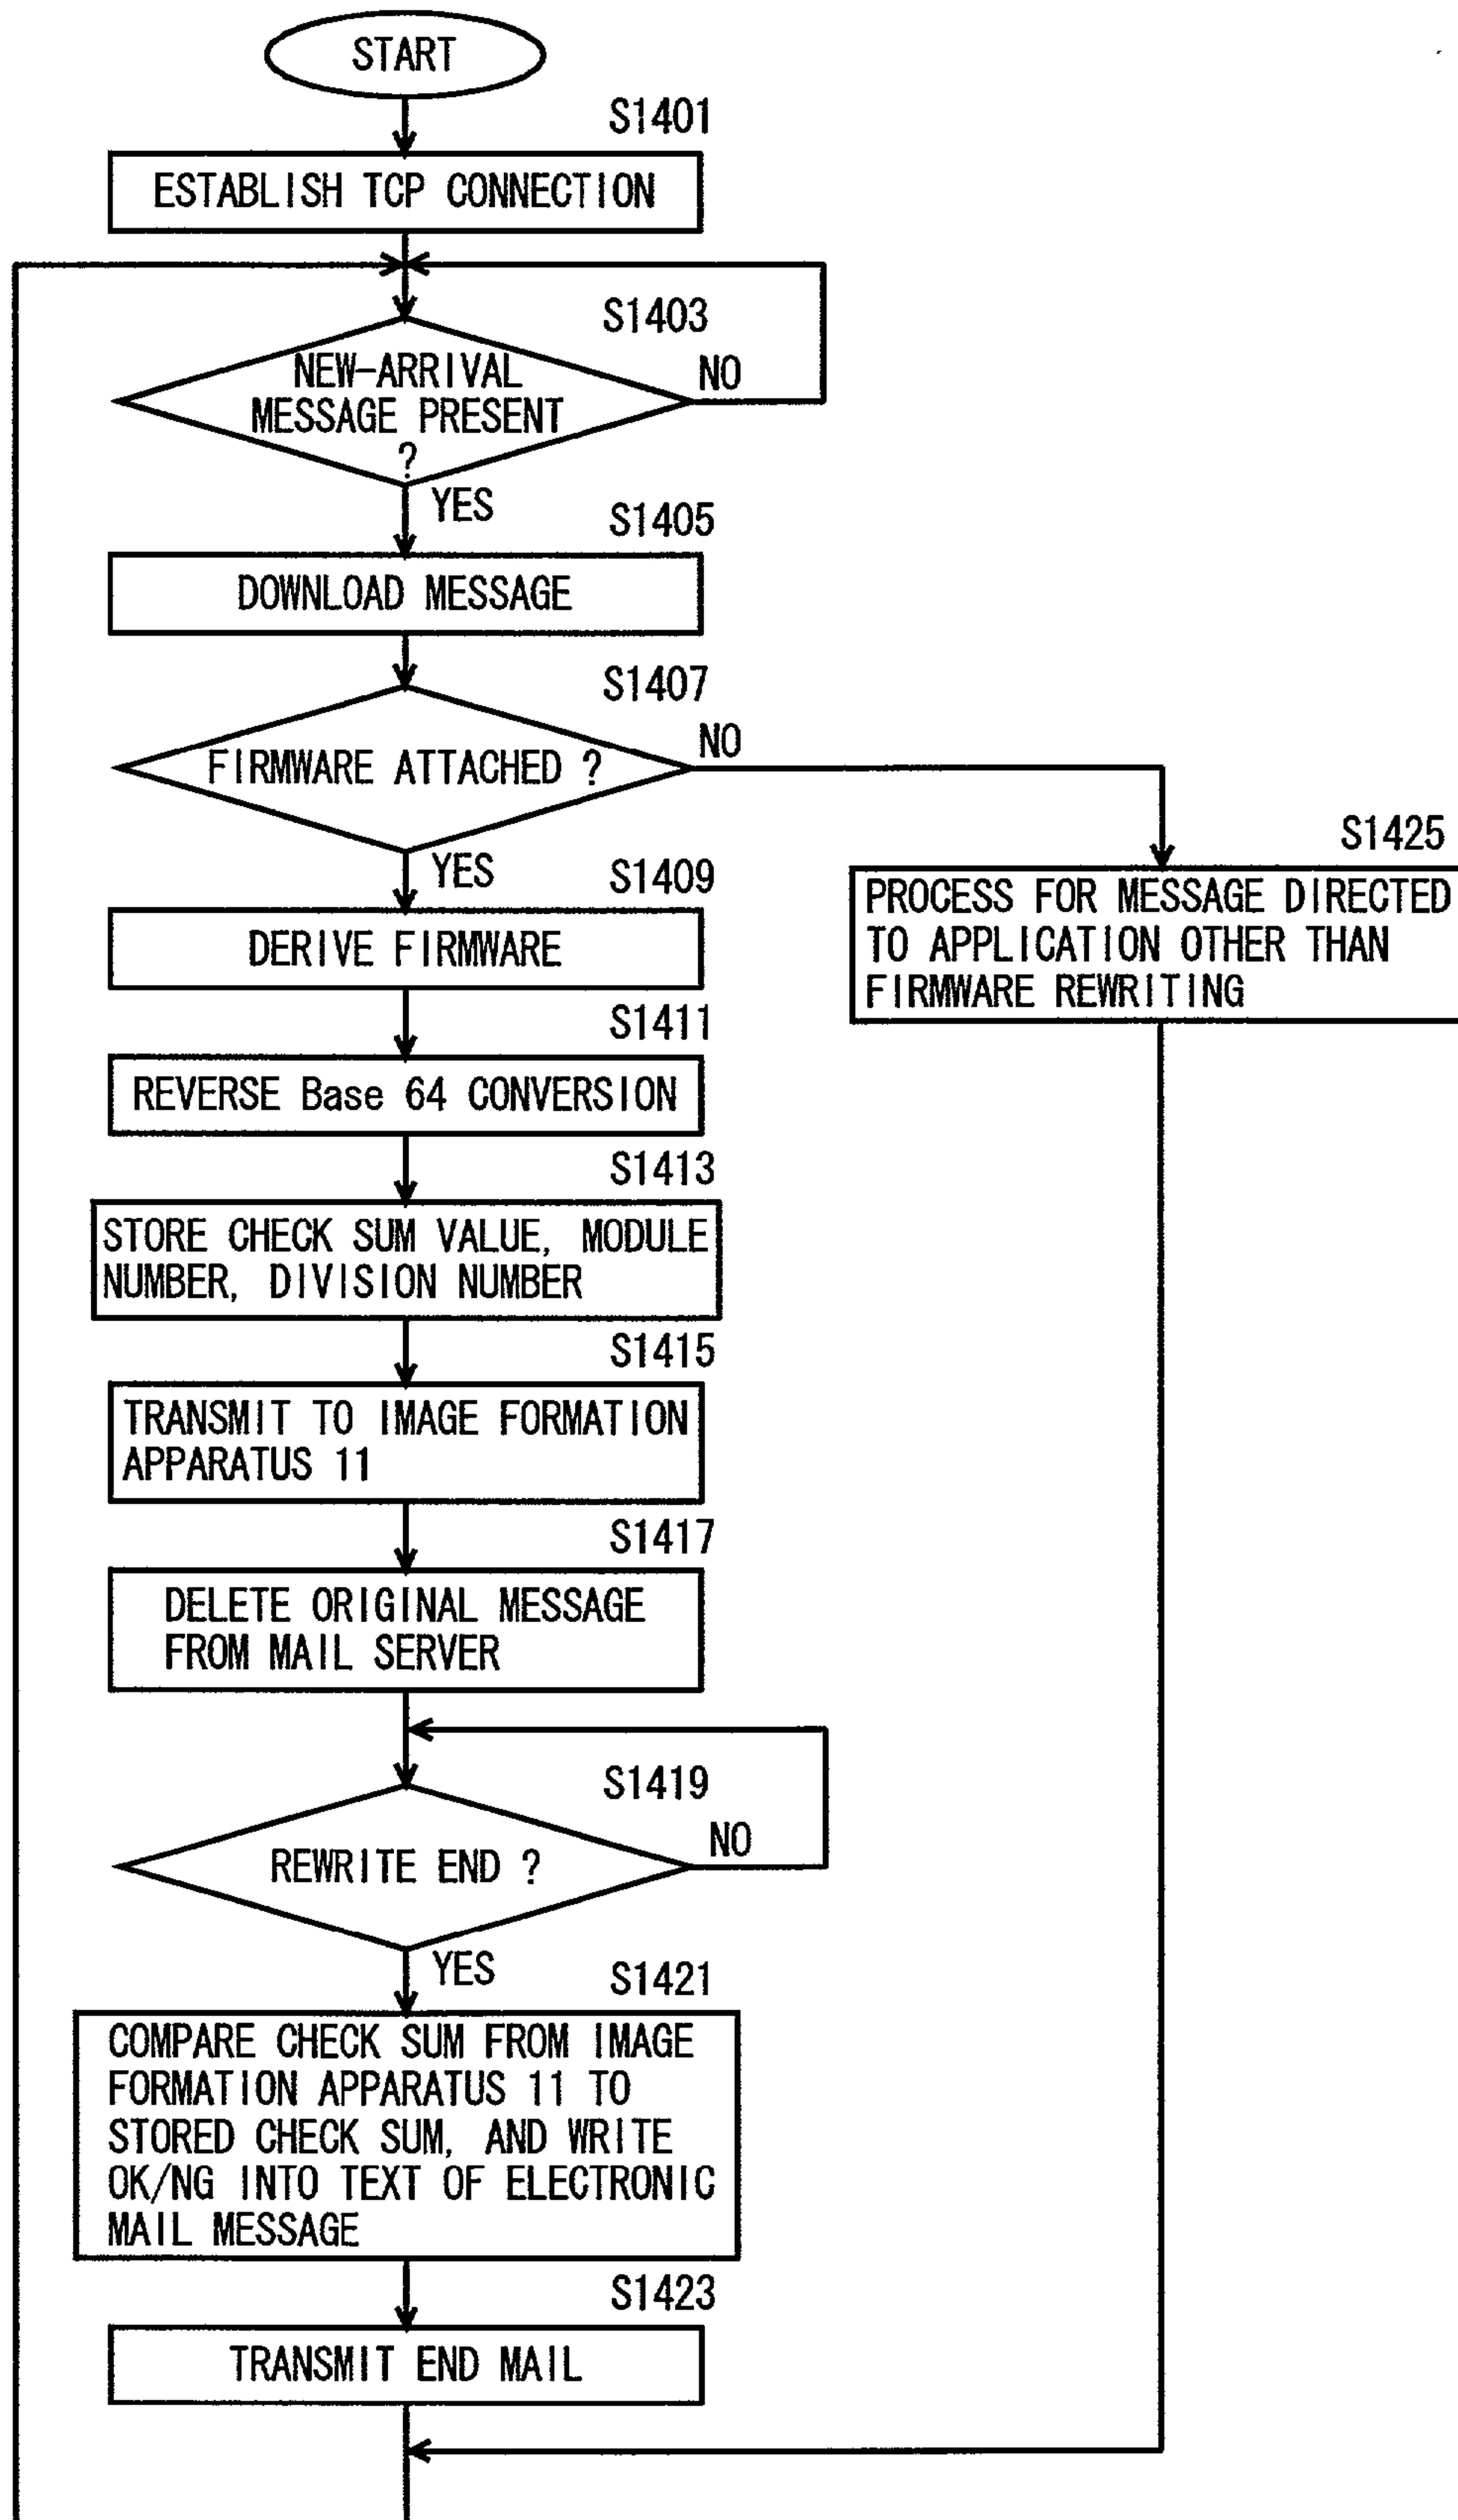 START
S1401
ESTABLISH TCP CONNECTION
S1403
NEW-ARRIVAL
MESSAGE PRESENT
?
NO
YES
S1405
DOWNLOAD MESSAGE
S1407
FIRMWARE ATTACHED ?
NO
YES
S1425
PROCESS FOR MESSAGE DIRECTED
TO APPLICATION OTHER THAN
FIRMWARE REWRITING
S1409
DERIVE FIRMWARE
S1411
REVERSE Base 64 CONVERSION
S1413
STORE CHECK SUM VALUE, MODULE
NUMBER, DIVISION NUMBER
S1415
TRANSMIT TO IMAGE FORMATION
APPARATUS 11
S1417
DELETE ORIGINAL MESSAGE
FROM MAIL SERVER
S1419
REWRITE END ?
NO
YES
S1421
COMPARE CHECK SUM FROM IMAGE
FORMATION APPARATUS 11 TO
STORED CHECK SUM, AND WRITE
OK/NG INTO TEXT OF ELECTRONIC
MAIL MESSAGE
S1423
TRANSMIT END MAIL